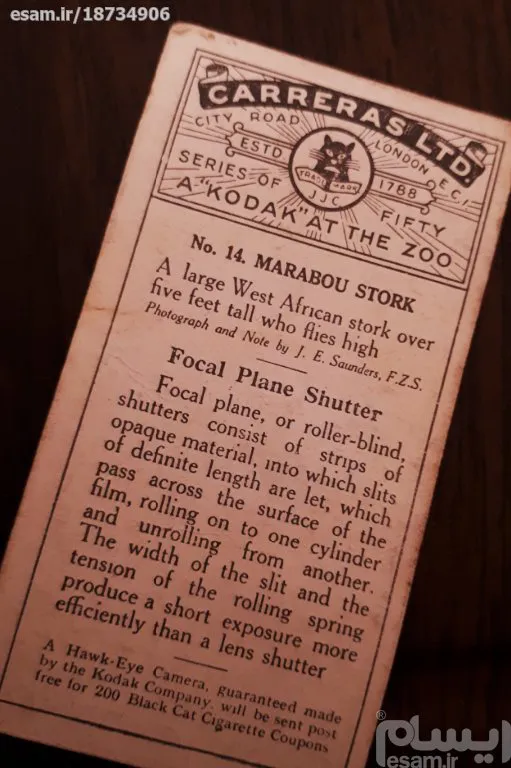 esam.ir/18734906
CARRERAS LTD.
CITY ROAD LONDON E.C.1
ESTD 1788
TRADE MARK
JJC
SERIES OF FIFTY
A "KODAK" AT THE ZOO
No. 14. MARABOU STORK
A large West African stork over
five feet tall who flies high
Photograph and Note by J. E. Saunders, F.Z.S.
Focal Plane Shutter
Focal plane, or roller-blind,
shutters consist of strips of
opaque material, into which slits
of definite length are let, which
pass across the surface of the
film, rolling on to one cylinder
and unrolling from another.
The width of the slit and the
tension of the rolling spring
produce a short exposure more
efficiently than a lens shutter
A Hawk-Eye Camera, guaranteed made
by the Kodak Company, will be sent post
free for 200 Black Cat Cigarette Coupons
ایسام®
esam.ir